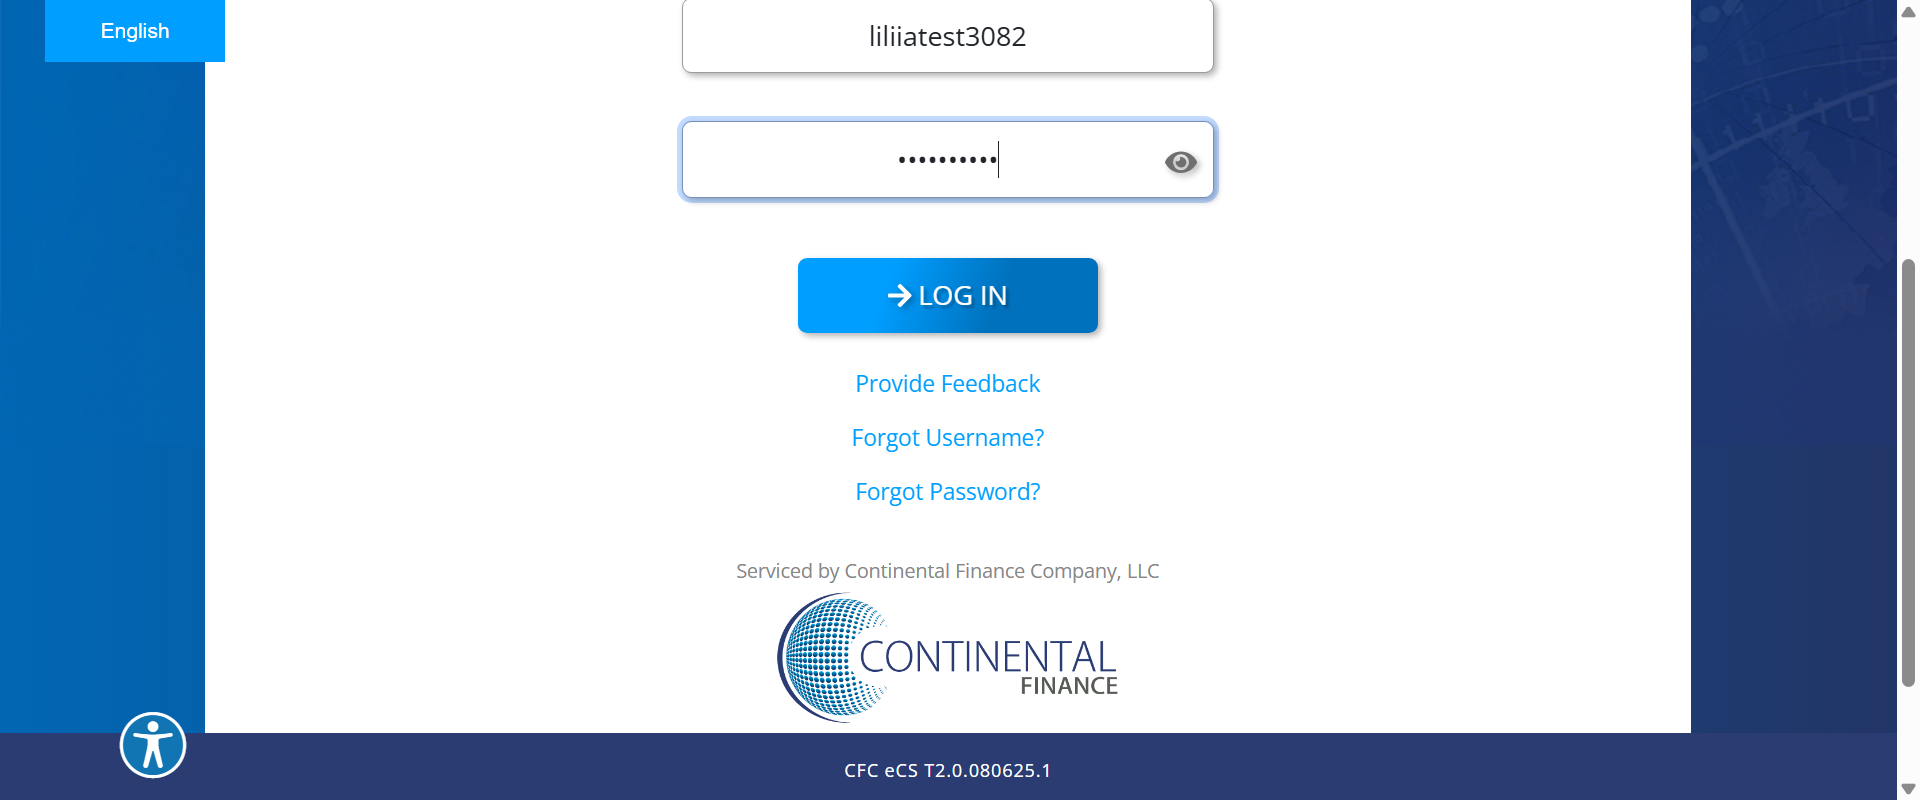 English
liliiatest3082
••••••••••
LOG IN
Provide Feedback
Forgot Username?
Forgot Password?
Serviced by Continental Finance Company, LLC
CONTINENTAL
FINANCE
CFC eCS T2.0.080625.1